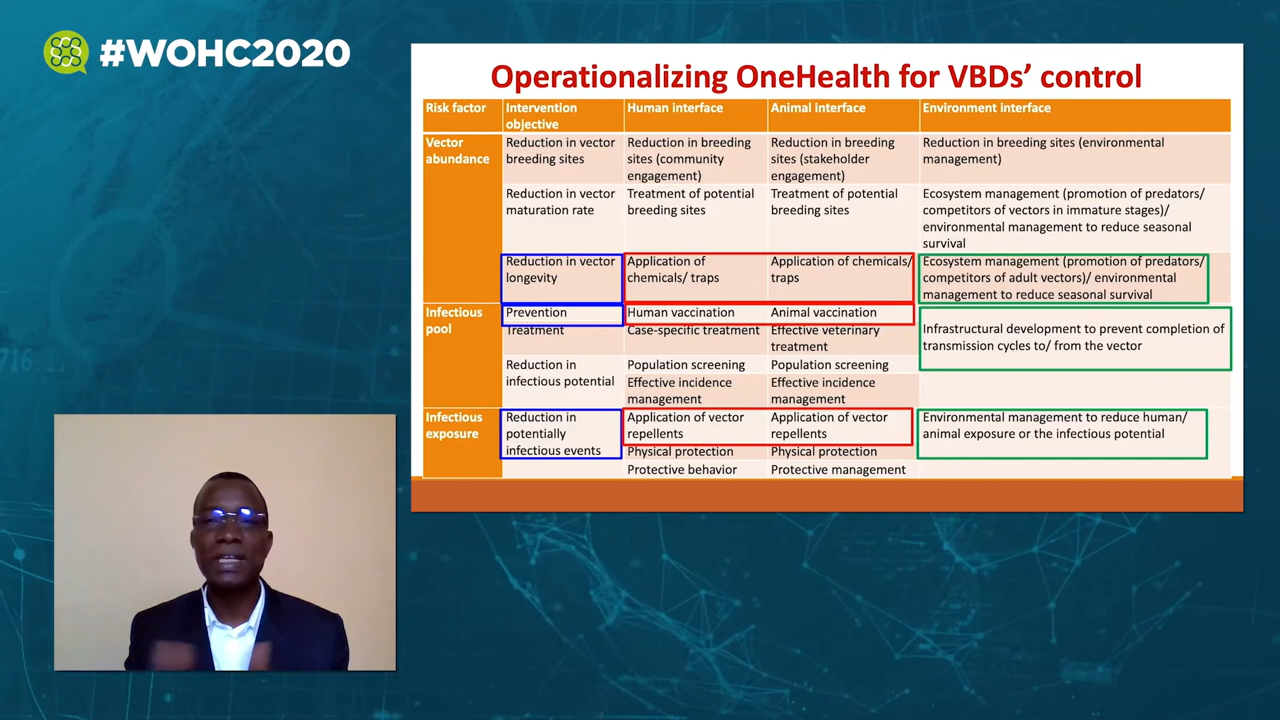 #WOHC2020
Operationalizing OneHealth for VBDs’ control
Risk factor
Intervention
objective
Human interface
Animal interface
Environment interface
Vector
abundance
Reduction in vector
breeding sites
Reduction in breeding
sites (community
engagement)
Reduction in breeding
sites (stakeholder
engagement)
Reduction in breeding sites (environmental
management)
Reduction in vector
maturation rate
Treatment of potential
breeding sites
Treatment of potential
breeding sites
Ecosystem management (promotion of predators/
competitors of vectors in immature stages)/
environmental management to reduce seasonal
survival
Reduction in vector
longevity
Application of
chemicals/ traps
Application of chemicals/
traps
Ecosystem management (promotion of predators/
competitors of adult vectors)/ environmental
management to reduce seasonal survival
Infectious
pool
Prevention
Human vaccination
Animal vaccination
Infrastructural development to prevent completion of
transmission cycles to/ from the vector
Treatment
Case-specific treatment
Effective veterinary
treatment
Reduction in
infectious potential
Population screening
Population screening
Effective incidence
management
Effective incidence
management
Infectious
exposure
Reduction in
potentially
infectious events
Application of vector
repellents
Application of vector
repellents
Environmental management to reduce human/
animal exposure or the infectious potential
Physical protection
Physical protection
Protective behavior
Protective management
716.1